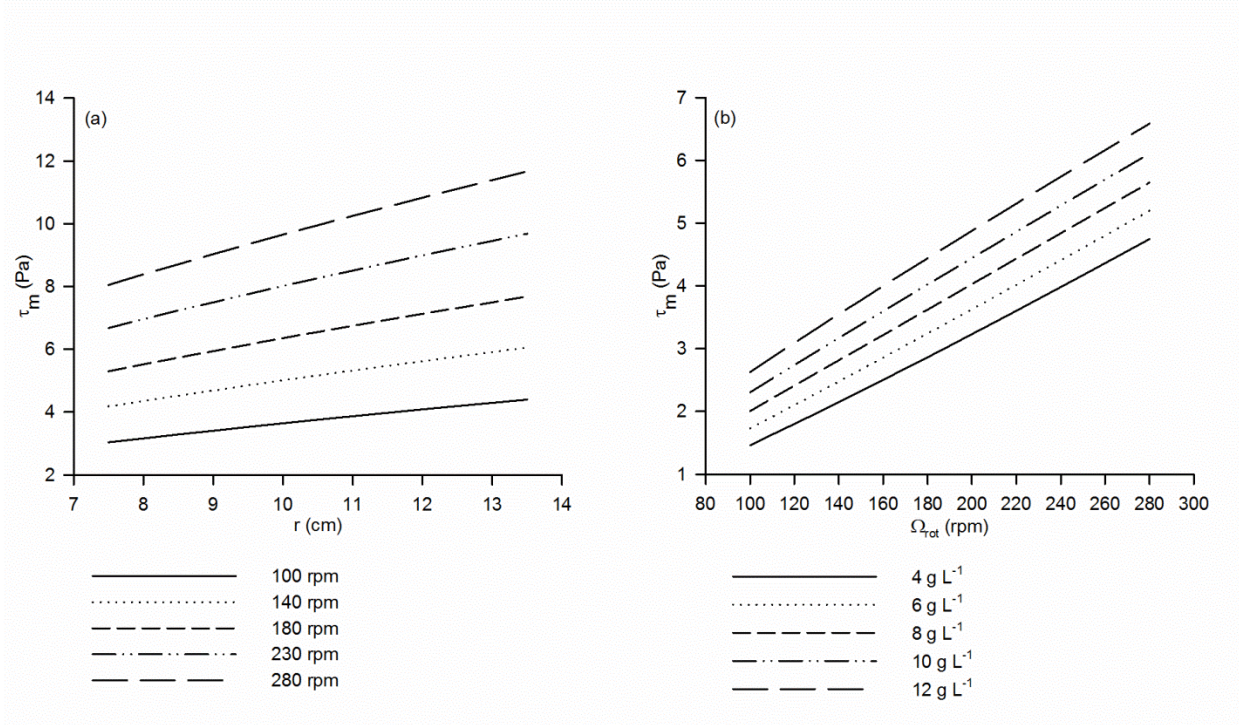 (a)
14
12
10
8
6
4
2
τm (Pa)
7 8 9 10 11 12 13 14
r (cm)
100 rpm
140 rpm
180 rpm
230 rpm
280 rpm
(b)
7
6
5
4
3
2
1
τm (Pa)
80 100 120 140 160 180 200 220 240 260 280 300
Ωrot (rpm)
4 g L-1
6 g L-1
8 g L-1
10 g L-1
12 g L-1